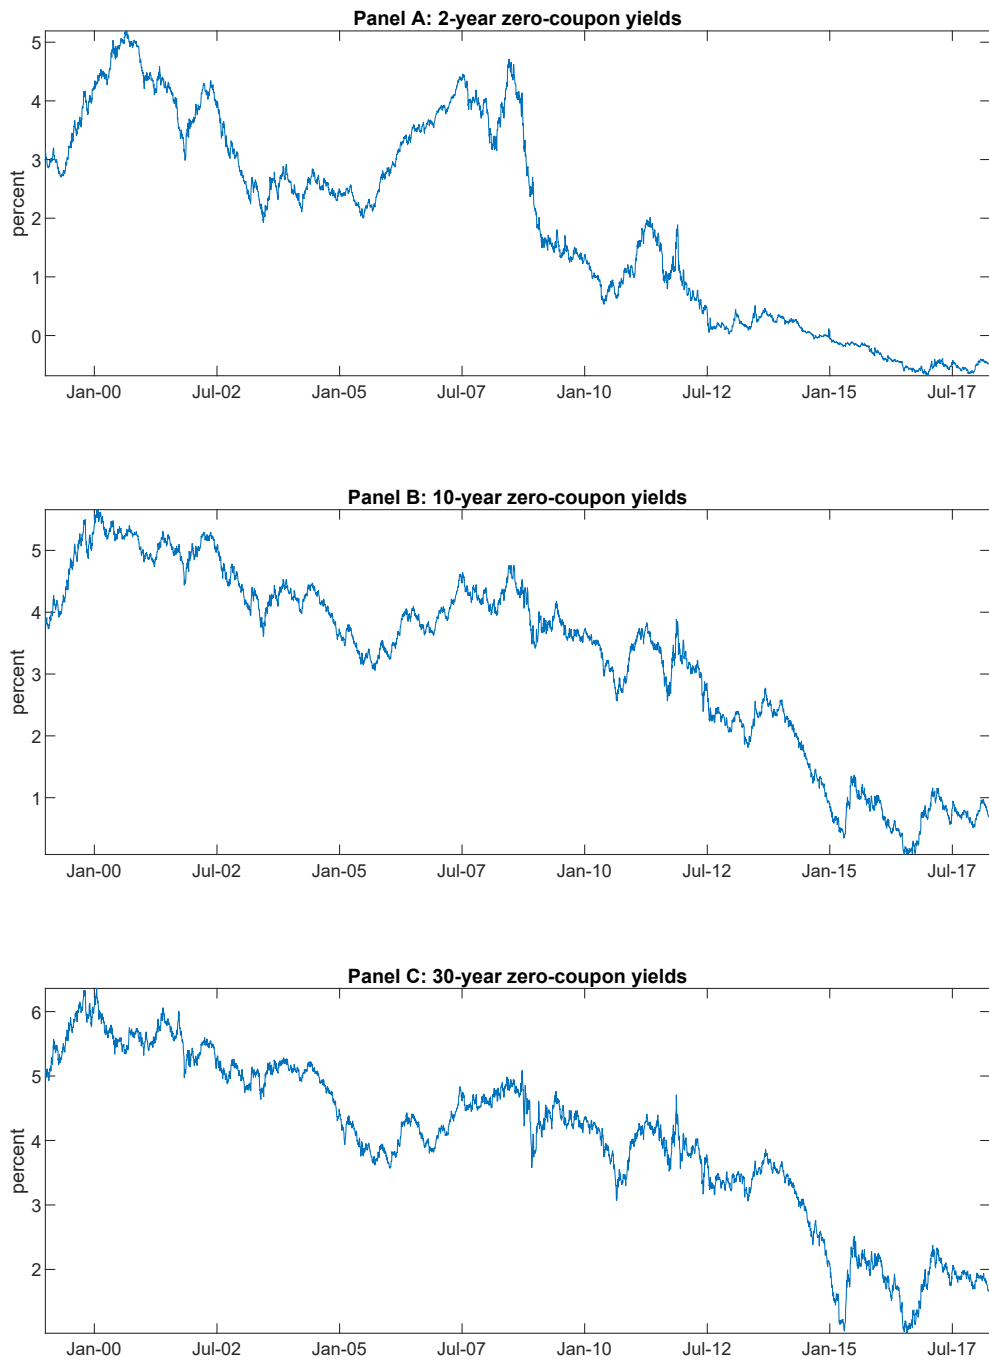 Panel A: 2-year zero-coupon yields
5
4
3
2
1
0
percent
Jan-00 Jul-02 Jan-05 Jul-07 Jan-10 Jul-12 Jan-15 Jul-17
Panel B: 10-year zero-coupon yields
5
4
3
2
1
percent
Jan-00 Jul-02 Jan-05 Jul-07 Jan-10 Jul-12 Jan-15 Jul-17
Panel C: 30-year zero-coupon yields
6
5
4
3
2
percent
Jan-00 Jul-02 Jan-05 Jul-07 Jan-10 Jul-12 Jan-15 Jul-17